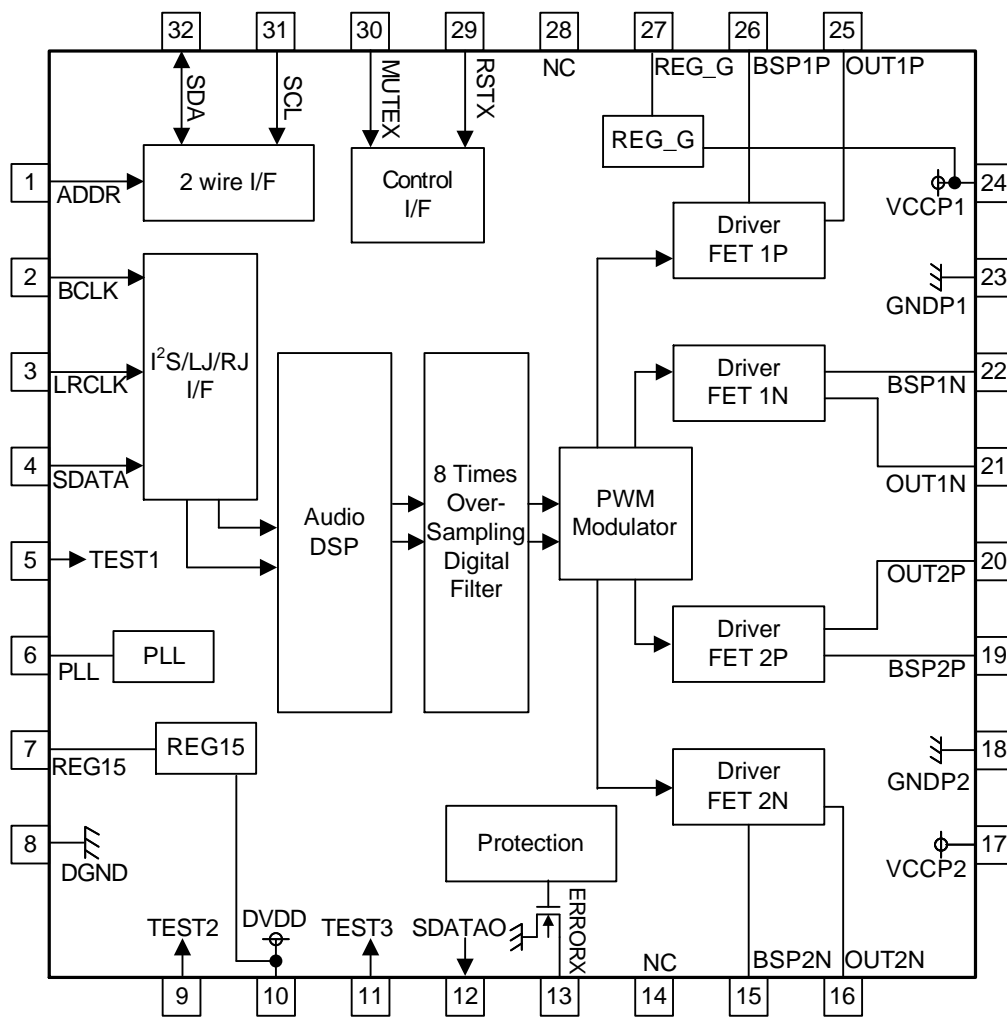 32 31 30 29 28 27 26 25
SDA
SCL
MUTEX
RSTX
NC
REG_G
BSP1P
OUT1P
REG_G
1
ADDR
2 wire I/F
Control
I/F
24
VCCP1
Driver
FET 1P
2
BCLK
23
GNDP1
I²S/LJ/RJ
I/F
3
LRCLK
Driver
FET 1N
22
BSP1N
4
SDATA
21
OUT1N
Audio
DSP
8 Times
Over-
Sampling
Digital
Filter
PWM
Modulator
5
TEST1
20
OUT2P
6
PLL
PLL
Driver
FET 2P
19
BSP2P
7
REG15
REG15
18
GNDP2
Driver
FET 2N
8
DGND
Protection
17
VCCP2
TEST2
DVDD
TEST3
SDATAO
ERRORX
NC
BSP2N
OUT2N
9 10 11 12 13 14 15 16